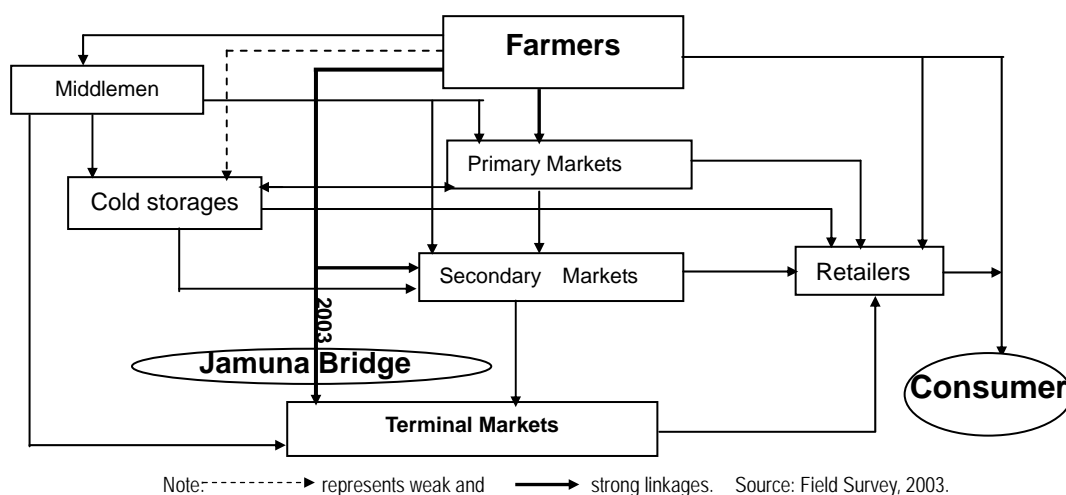 Farmers
Middlemen
Primary Markets
Cold storages
Secondary Markets
Retailers
2003
Jamuna Bridge
Consumer
Terminal Markets
Note: represents weak and strong linkages. Source: Field Survey, 2003.